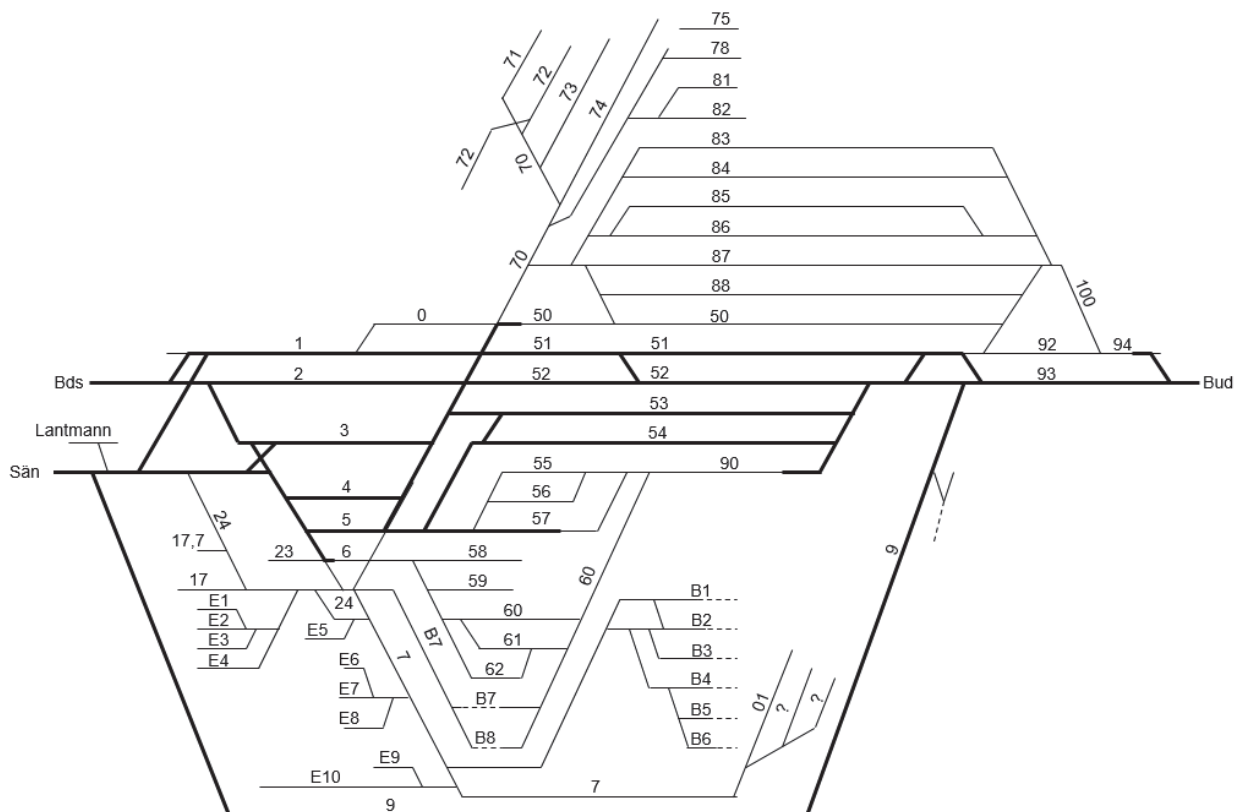 75
71
72
78
73
81
74
82
83
72
70
84
85
86
70
87
88
100
0
50
50
1
51
51
92
94
Bds
2
52
52
93
Bud
53
Lantmann
3
54
Sän
55
90
4
56
24
5
57
17,7
23
6
58
9
17
59
60
B1
E1
24
60
E2
E5
B7
B2
E3
61
B3
E4
E6
7
62
B4
E7
B7
01
?
?
E8
B5
B8
B6
E9
E10
7
9